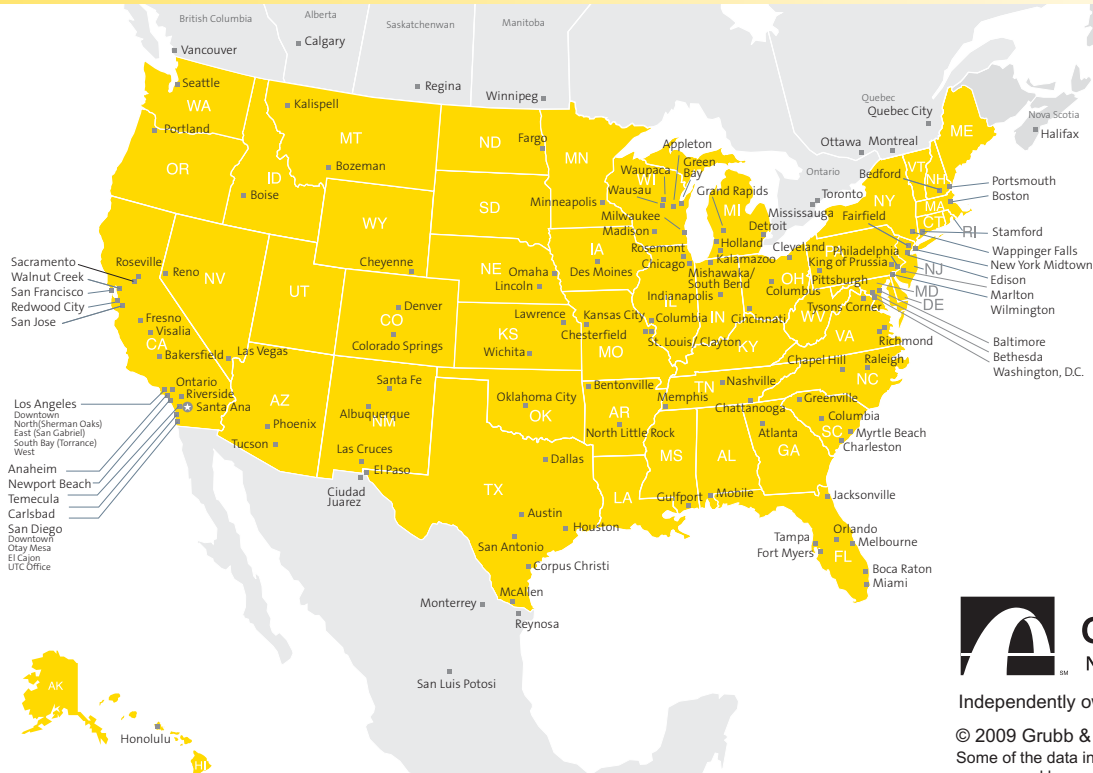 British Columbia
Alberta
Saskatchewan
Manitoba
Vancouver
Calgary
Regina
Winnipeg
Quebec
Quebec City
Nova Scotia
Halifax
Ottawa
Montreal
Ontario
Toronto
Mississauga
Seattle
WA
Portland
OR
Kalispell
MT
Bozeman
ID
Boise
ND
Fargo
MN
Minneapolis
SD
WY
Cheyenne
NE
Omaha
Lincoln
IA
Des Moines
Appleton
Waupaca
Green
Bay
WI
Wausau
Milwaukee
Madison
Grand Rapids
MI
Detroit
Holland
Kalamazoo
Rosemont
Chicago
Mishawaka/
South Bend
Cleveland
OH
Columbus
Indianapolis
IL
IN
Cincinnati
ME
VT
NH
Bedford
Portsmouth
Boston
MA
NY
CT
RI
Fairfield
Stamford
Wappinger Falls
New York Midtown
Edison
Marlton
Wilmington
Philadelphia
King of Prussia
Pittsburgh
NJ
MD
DE
Tysons Corner
Baltimore
Bethesda
Washington, D.C.
WV
VA
Richmond
KY
Sacramento
Walnut Creek
San Francisco
Redwood City
San Jose
Roseville
Reno
NV
UT
CO
Denver
Colorado Springs
KS
Lawrence
Wichita
Kansas City
Chesterfield
Columbia
St. Louis/ Clayton
MO
Fresno
Visalia
CA
Bakersfield
Las Vegas
Ontario
Riverside
Santa Ana
Los Angeles
Downtown
North(Sherman Oaks)
East (San Gabriel)
South Bay (Torrance)
West
Anaheim
Newport Beach
Temecula
Carlsbad
San Diego
Downtown
Otay Mesa
El Cajon
UTC Office
AZ
Phoenix
Tucson
Santa Fe
Albuquerque
NM
Las Cruces
El Paso
Ciudad
Juarez
Oklahoma City
OK
Bentonville
AR
North Little Rock
TN
Nashville
Memphis
Chattanooga
Chapel Hill
Raleigh
NC
Greenville
Columbia
SC
Myrtle Beach
Charleston
Atlanta
GA
MS
AL
LA
Gulfport
Mobile
Dallas
TX
Austin
Houston
San Antonio
Corpus Christi
McAllen
Reynosa
Monterrey
San Luis Potosi
Jacksonville
Orlando
Melbourne
Tampa
Fort Myers
FL
Boca Raton
Miami
AK
Honolulu
HI
SM
Independently ow
© 2009 Grubb &
Some of the data in